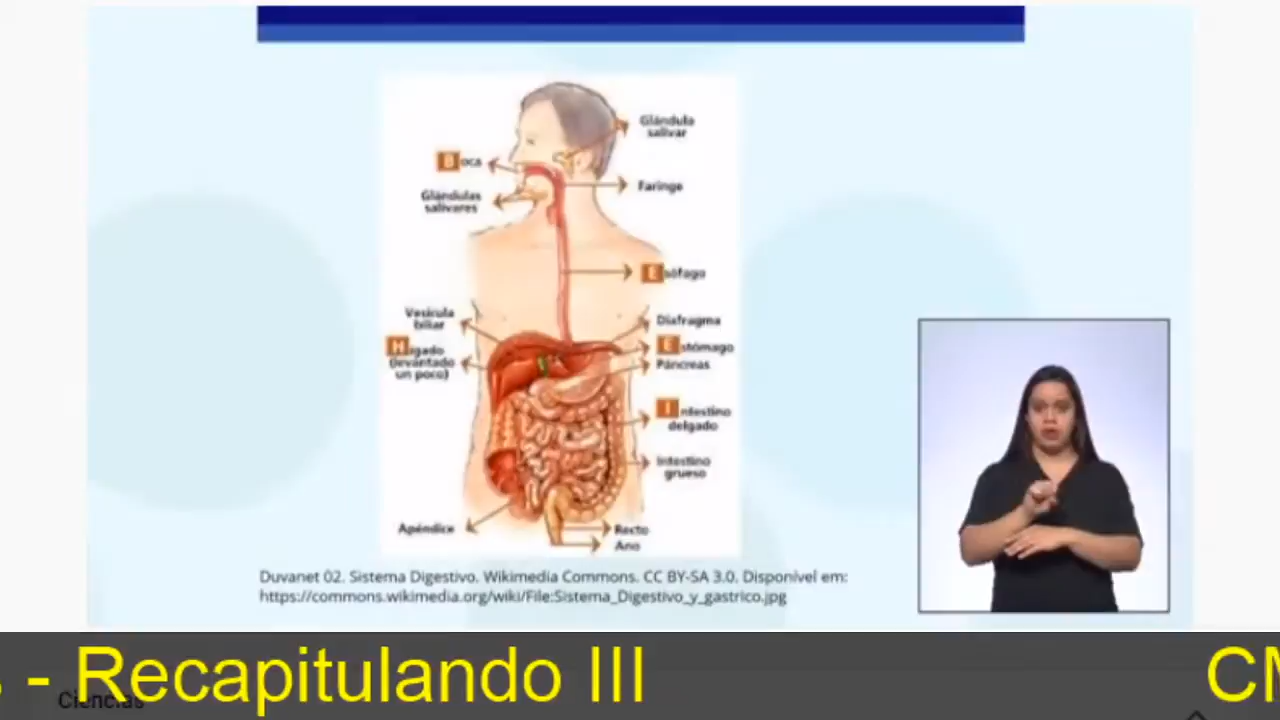 Glándula
salivar
Boca
Glándulas
salivares
Faringe
Esófago
Vesícula
biliar
Diafragma
Hígado
(levantado
un poco)
Estómago
Páncreas
Intestino
delgado
Intestino
grueso
Apéndice
Recto
Ano
Duvanet 02. Sistema Digestivo. Wikimedia Commons. CC BY-SA 3.0. Disponível em:
https://commons.wikimedia.org/wiki/File:Sistema_Digestivo_y_gastrico.jpg
- Recapitulando III
CM
Ciências